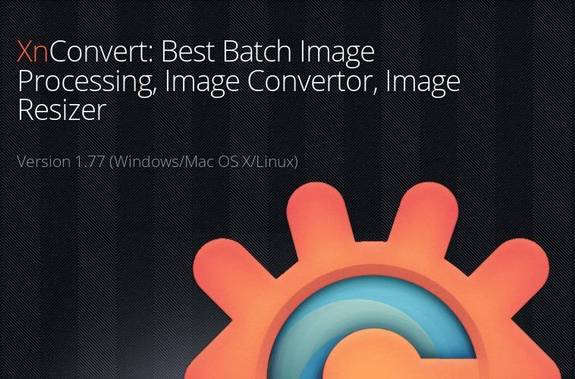 XnConvert: Best Batch Image
Processing, Image Convertor, Image
Resizer
Version 1.77 (Windows/Mac OS X/Linux)